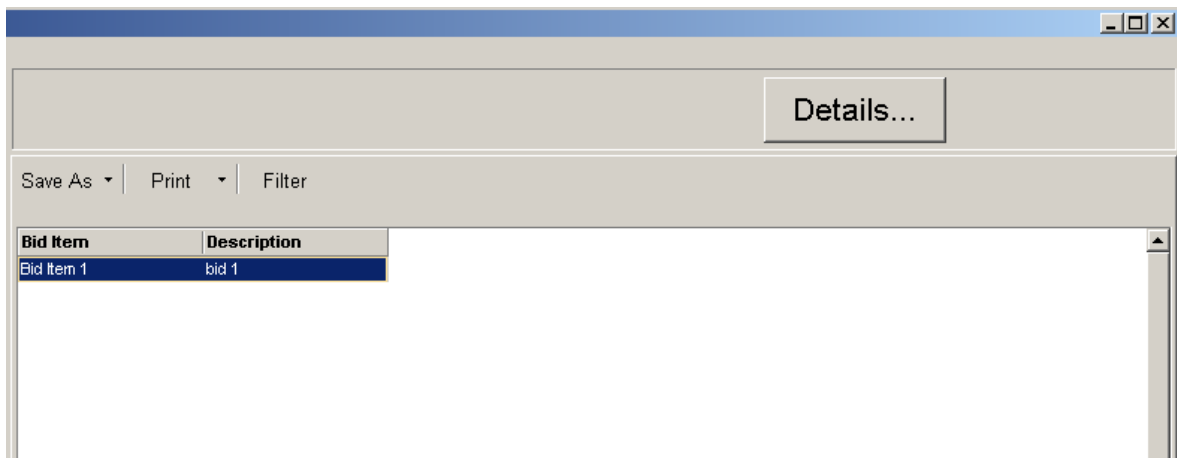 Details...
Save As Print Filter
Bid Item Description
Bid Item 1 bid 1